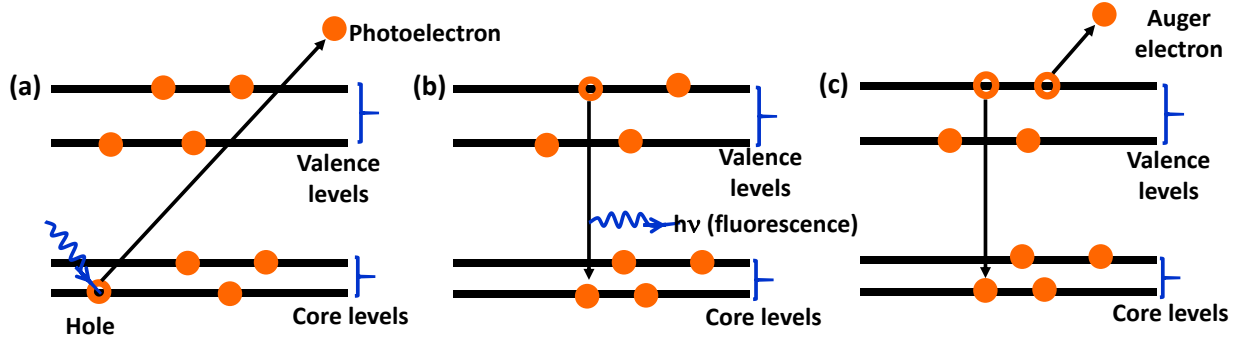 (a)
Photoelectron
Valence
levels
Hole
Core levels
(b)
Valence
levels
hν (fluorescence)
Core levels
(c)
Auger
electron
Valence
levels
Core levels